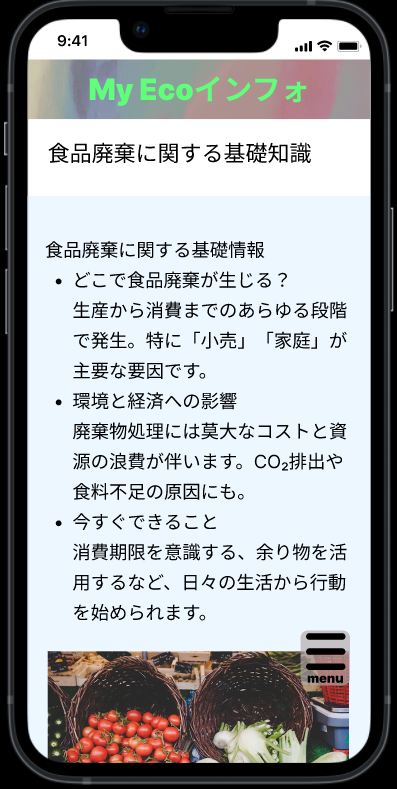 9:41
My Ecoインフォ
食品廃棄に関する基礎知識
食品廃棄に関する基礎情報
• どこで食品廃棄が生じる？
生産から消費までのあらゆる段階
で発生。特に「小売」「家庭」が
主要な要因です。
• 環境と経済への影響
廃棄物処理には莫大なコストと資
源の浪費が伴います。CO₂排出や
食料不足の原因にも。
• 今すぐできること
消費期限を意識する、余り物を活
用するなど、日々の生活から行動
を始められます。
menu